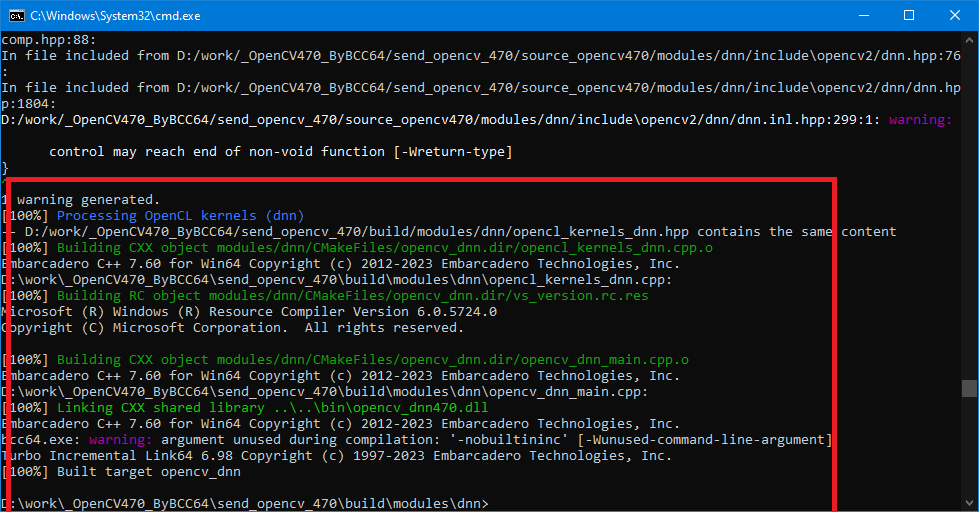 C:\Windows\System32\cmd.exe
comp.hpp:88:
In file included from D:/work/_OpenCV470_ByBCC64/send_opencv_470/source_opencv470/modules/dnn/include\opencv2/dnn.hpp:76
:
In file included from D:/work/_OpenCV470_ByBCC64/send_opencv_470/source_opencv470/modules/dnn/include\opencv2/dnn/dnn.hp
p:1804:
D:/work/_OpenCV470_ByBCC64/send_opencv_470/source_opencv470/modules/dnn/include\opencv2/dnn/dnn.inl.hpp:299:1: warning:
control may reach end of non-void function [-Wreturn-type]
}
^
1 warning generated.
[100%] Processing OpenCL kernels (dnn)
-- D:/work/_OpenCV470_ByBCC64/send_opencv_470/build/modules/dnn/opencl_kernels_dnn.hpp contains the same content
[100%] Building CXX object modules/dnn/CMakeFiles/opencv_dnn.dir/opencl_kernels_dnn.cpp.o
Embarcadero C++ 7.60 for Win64 Copyright (c) 2012-2023 Embarcadero Technologies, Inc.
D:\work\_OpenCV470_ByBCC64\send_opencv_470\build\modules\dnn\opencl_kernels_dnn.cpp:
[100%] Building RC object modules/dnn/CMakeFiles/opencv_dnn.dir/vs_version.rc.res
Microsoft (R) Windows (R) Resource Compiler Version 6.0.5724.0
Copyright (C) Microsoft Corporation.  All rights reserved.
[100%] Building CXX object modules/dnn/CMakeFiles/opencv_dnn.dir/opencv_dnn_main.cpp.o
Embarcadero C++ 7.60 for Win64 Copyright (c) 2012-2023 Embarcadero Technologies, Inc.
D:\work\_OpenCV470_ByBCC64\send_opencv_470\build\modules\dnn\opencv_dnn_main.cpp:
[100%] Linking CXX shared library ..\..\bin\opencv_dnn470.dll
Embarcadero C++ 7.60 for Win64 Copyright (c) 2012-2023 Embarcadero Technologies, Inc.
bcc64.exe: warning: argument unused during compilation: '-nobuiltininc' [-Wunused-command-line-argument]
Turbo Incremental Link64 6.98 Copyright (c) 1997-2023 Embarcadero Technologies, Inc.
[100%] Built target opencv_dnn
D:\work\_OpenCV470_ByBCC64\send_opencv_470\build\modules\dnn>